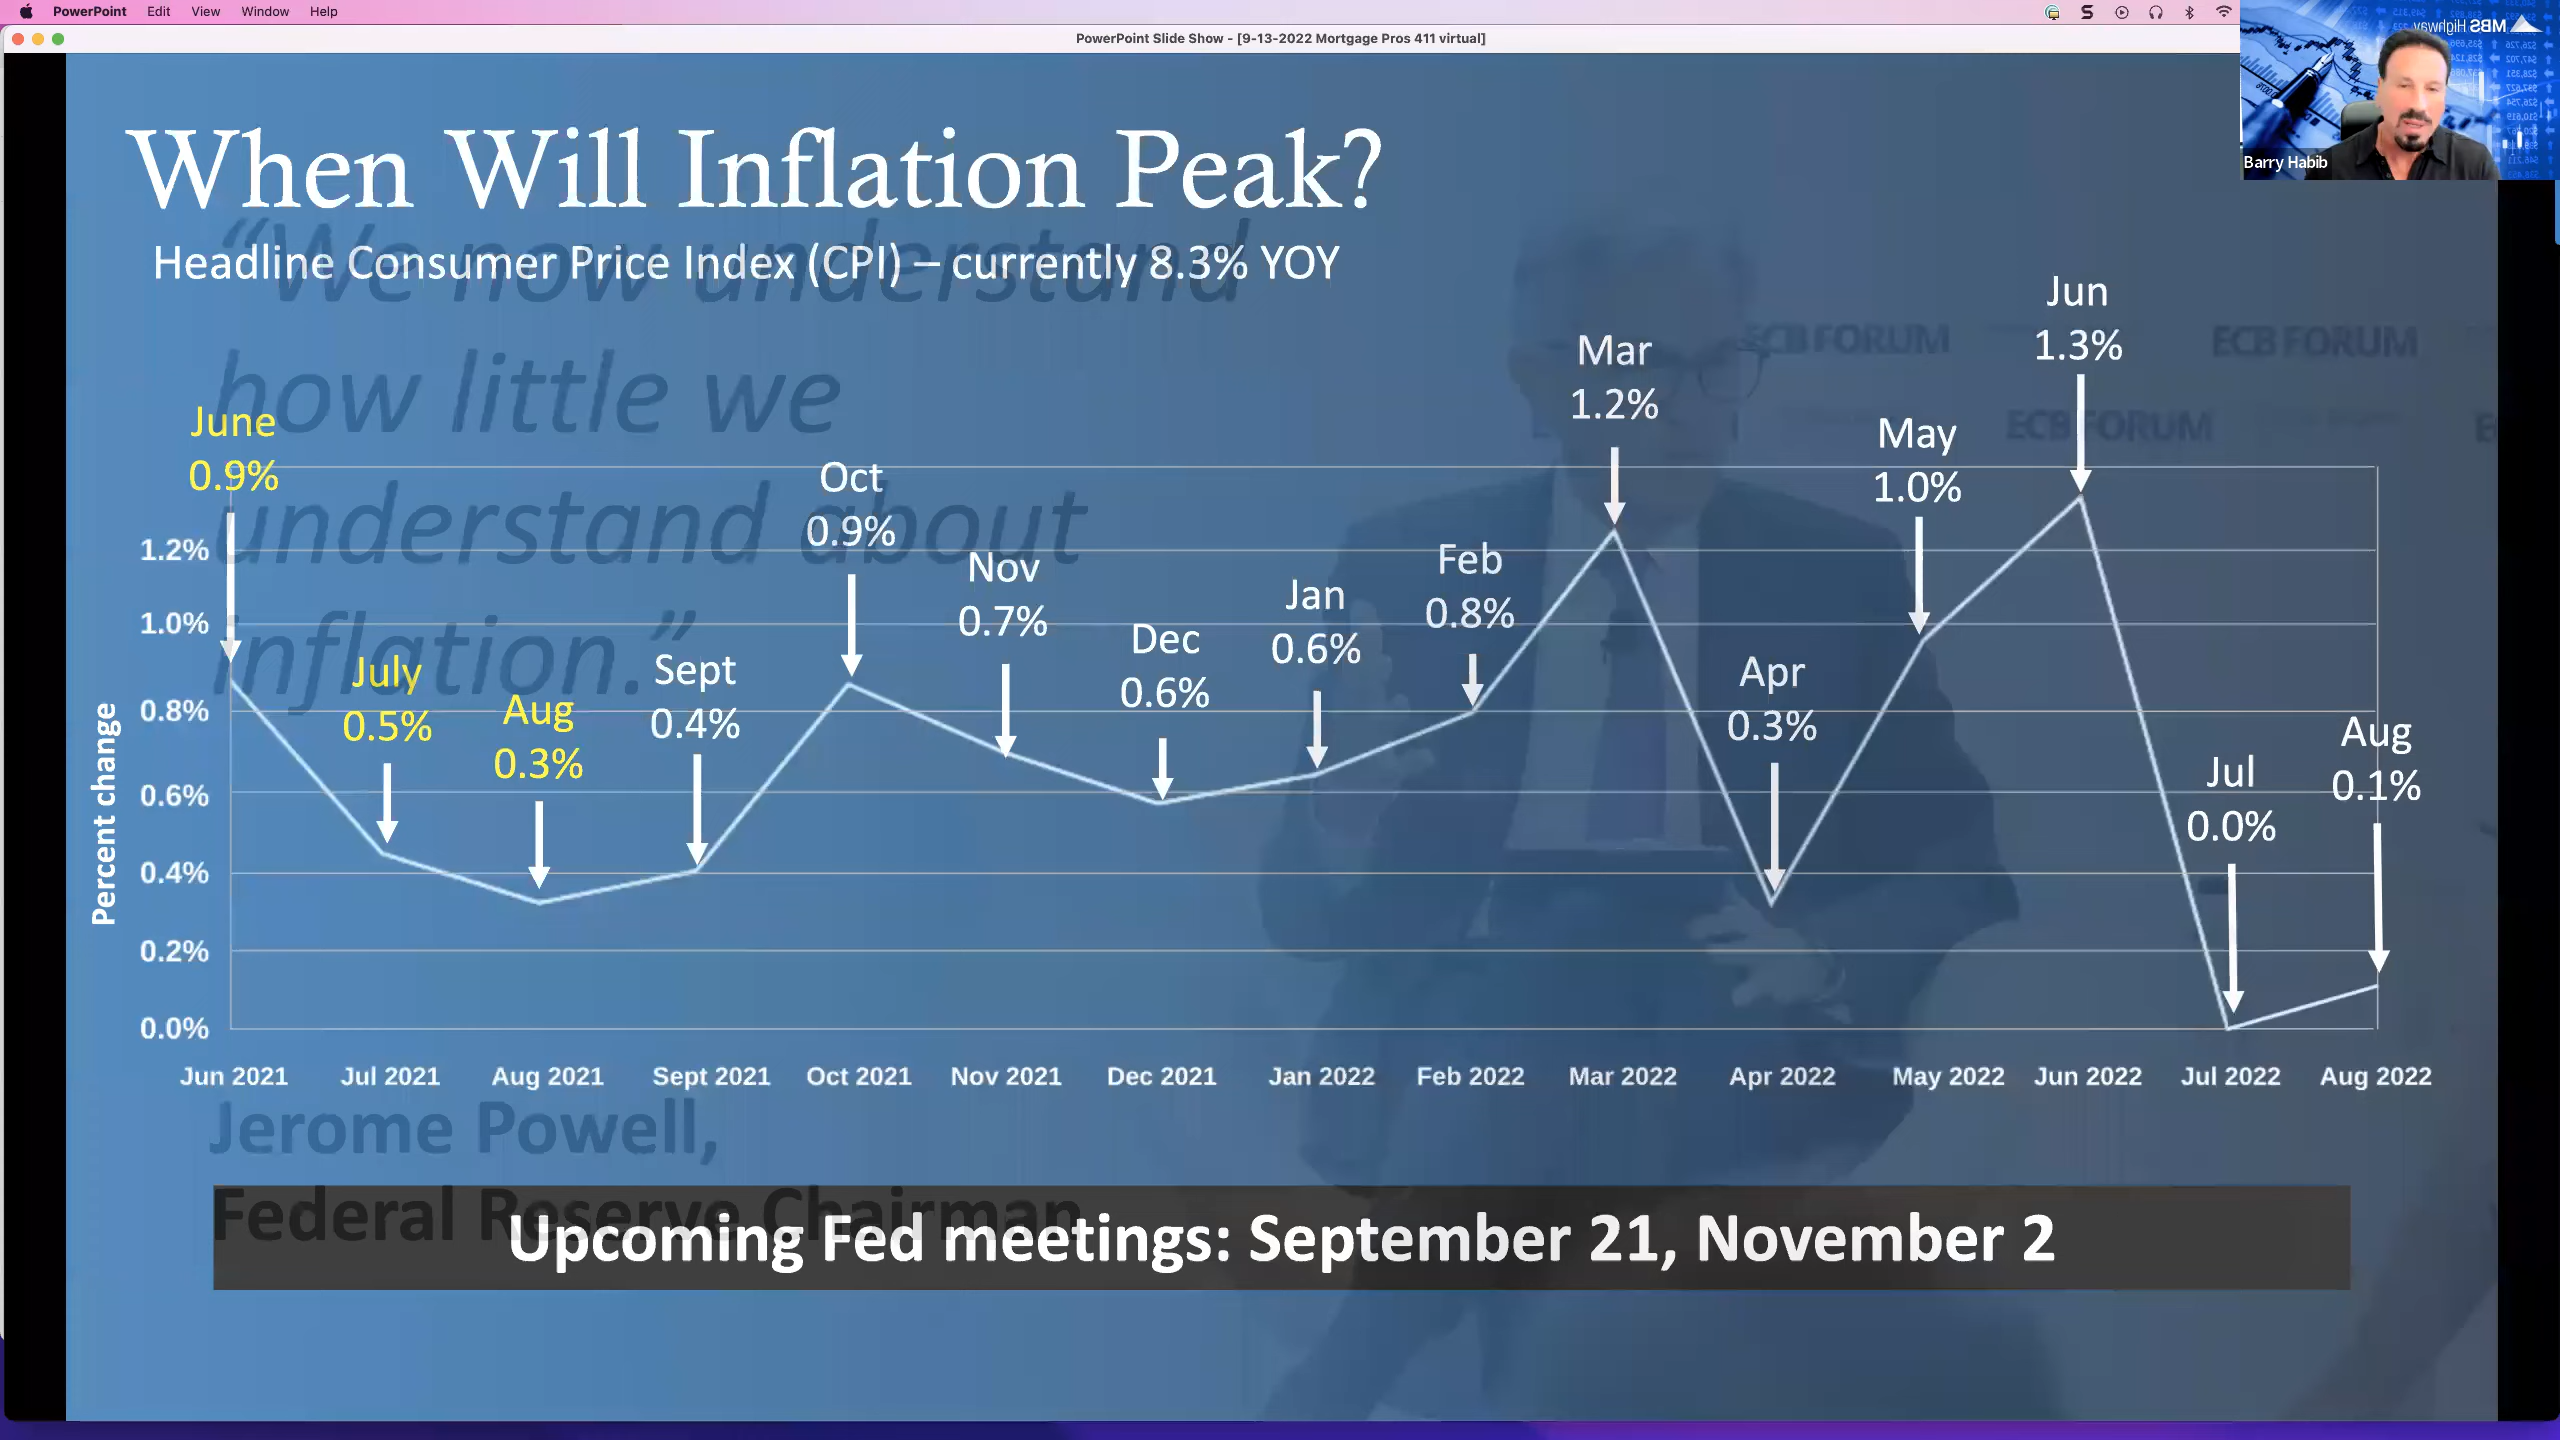 PowerPoint Edit View Window Help
PowerPoint Slide Show - [9-13-2022 Mortgage Pros 411 virtual]
MBS Highway
Barry Habib
When Will Inflation Peak?
Headline Consumer Price Index (CPI) – currently 8.3% YOY
“We now understand
how little we
understand about
inflation.”
Jerome Powell,
Federal Reserve Chairman
ECB FORUM
ECB FORUM
ECB FORUM
June
0.9%
July
0.5%
Aug
0.3%
Sept
0.4%
Oct
0.9%
Nov
0.7%
Dec
0.6%
Jan
0.6%
Feb
0.8%
Mar
1.2%
Apr
0.3%
May
1.0%
Jun
1.3%
Jul
0.0%
Aug
0.1%
Percent change
1.2%
1.0%
0.8%
0.6%
0.4%
0.2%
0.0%
Jun 2021 Jul 2021 Aug 2021 Sept 2021 Oct 2021 Nov 2021 Dec 2021 Jan 2022 Feb 2022 Mar 2022 Apr 2022 May 2022 Jun 2022 Jul 2022 Aug 2022
Upcoming Fed meetings: September 21, November 2